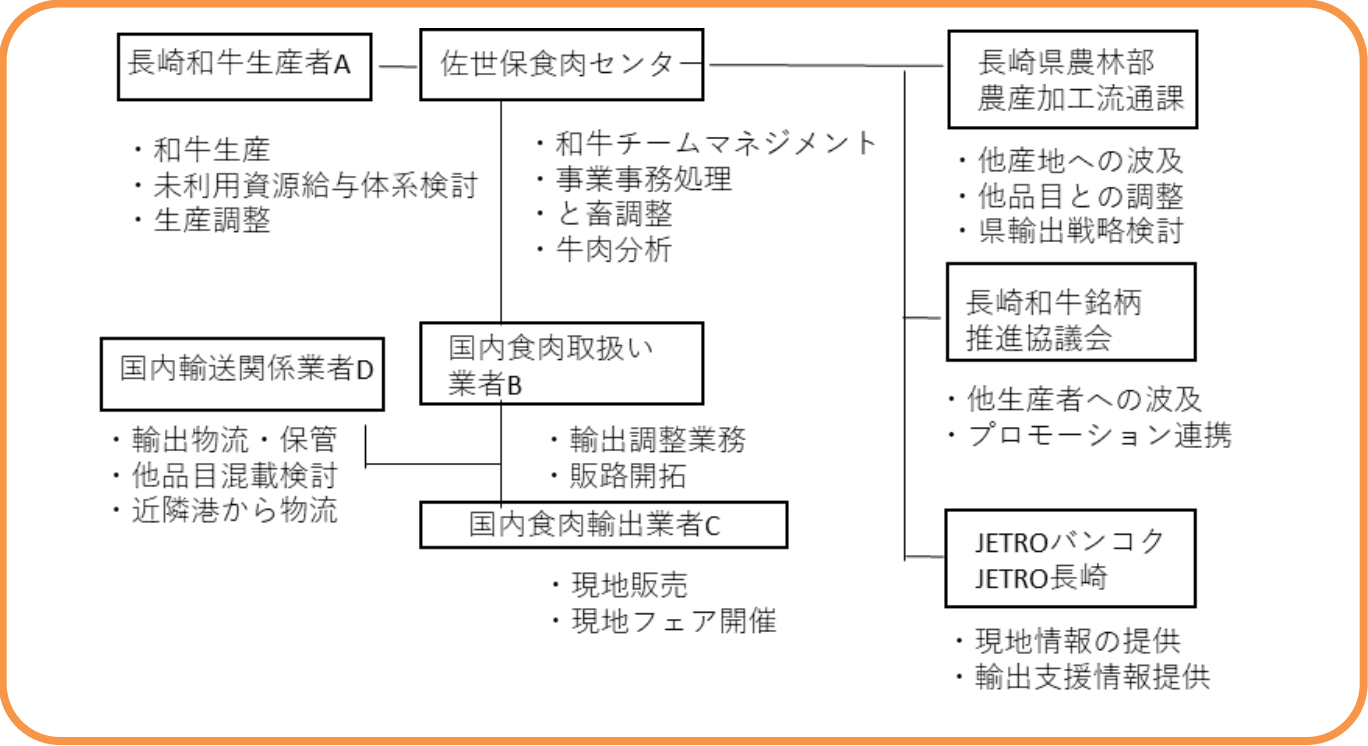 長崎和牛生産者A
・和牛生産
・未利用資源給与体系検討
・生産調整
佐世保食肉センター
・和牛チームマネジメント
・事業事務処理
・と畜調整
・牛肉分析
長崎県農林部
農産加工流通課
・他産地への波及
・他品目との調整
・県輸出戦略検討
長崎和牛銘柄
推進協議会
・他生産者への波及
・プロモーション連携
国内輸送関係業者D
・輸出物流・保管
・他品目混載検討
・近隣港から物流
国内食肉取扱い
業者B
・輸出調整業務
・販路開拓
国内食肉輸出業者C
・現地販売
・現地フェア開催
JETROバンコク
JETRO長崎
・現地情報の提供
・輸出支援情報提供